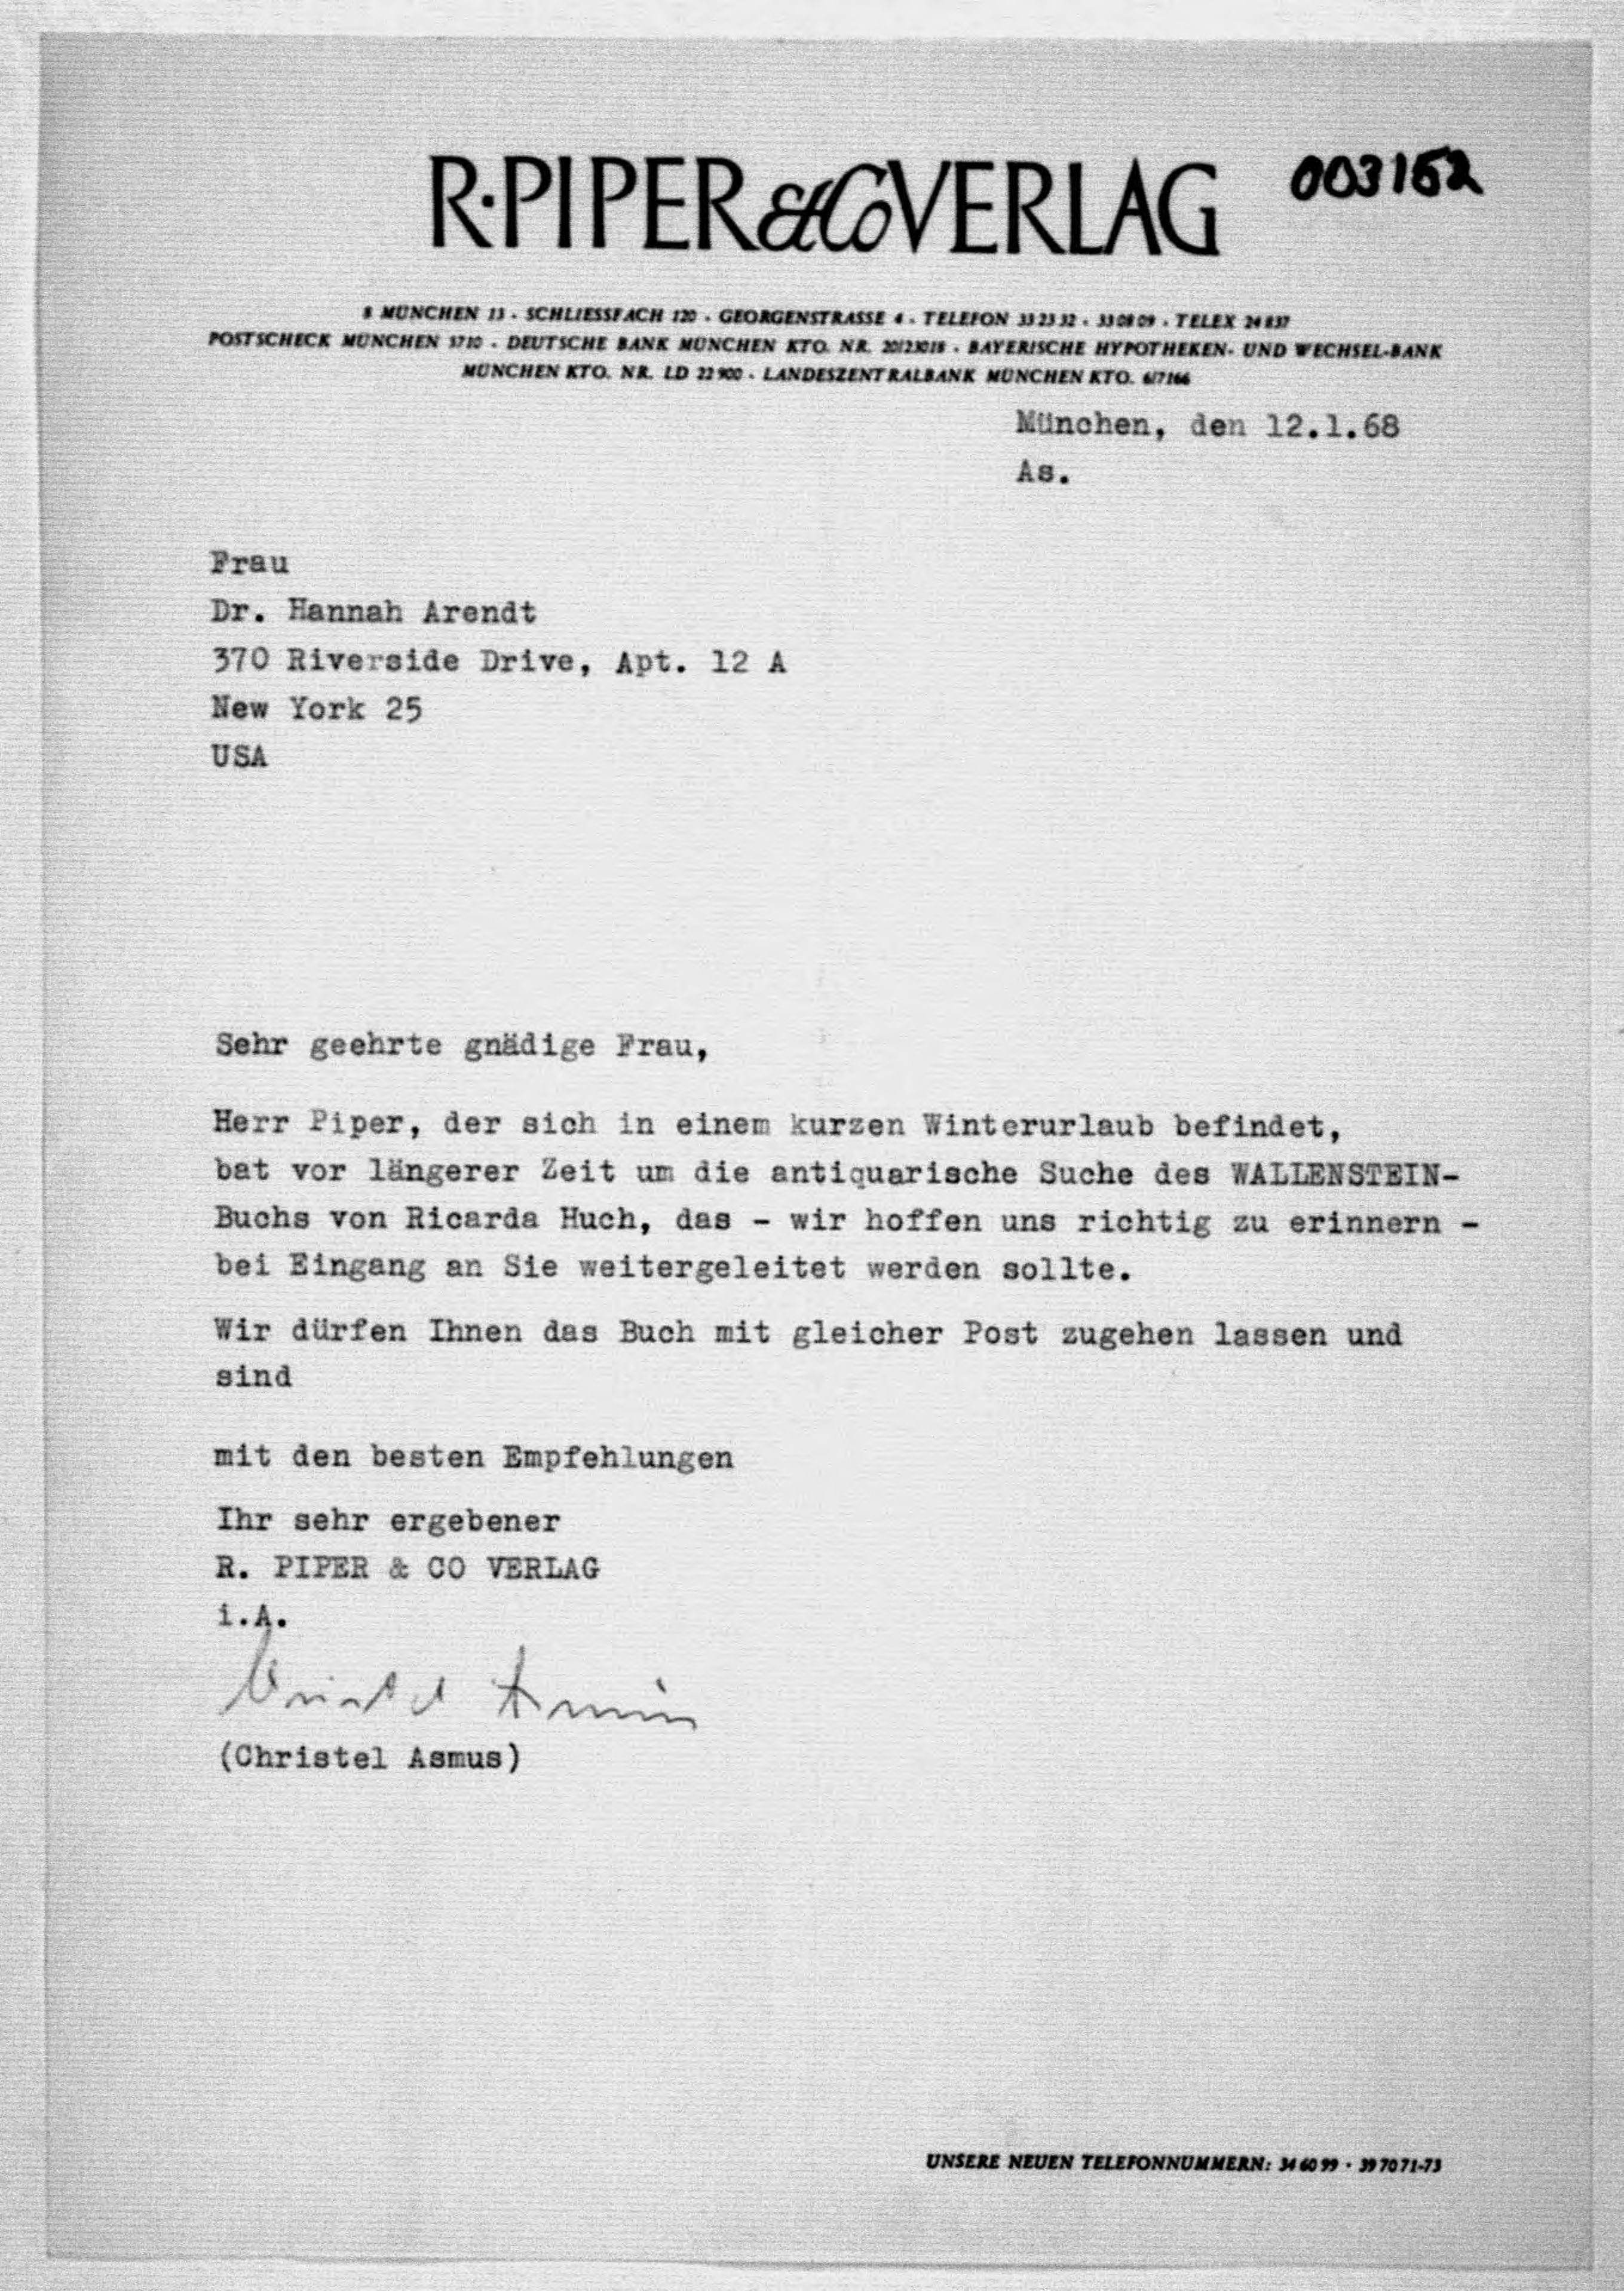 R·PIPER & Co VERLAG
003162
8 MÜNCHEN 13 · SCHLIESSFACH 120 · GEORGENSTRASSE 4 · TELEFON 33 23 32 · 33 08 09 · TELEX 24 837
POSTSCHECK MÜNCHEN 3710 · DEUTSCHE BANK MÜNCHEN KTO. NR. · BAYERISCHE HYPOTHEKEN- UND WECHSEL-BANK
MÜNCHEN KTO. NR. LD 22 900 · LANDESZENTRALBANK MÜNCHEN KTO. 6/7166
München, den 12.1.68
As.
Frau
Dr. Hannah Arendt
370 Riverside Drive, Apt. 12 A
New York 25
USA
Sehr geehrte gnädige Frau,
Herr Piper, der sich in einem kurzen Winterurlaub befindet,
bat vor längerer Zeit um die antiquarische Suche des WALLENSTEIN-
Buchs von Ricarda Huch, das - wir hoffen uns richtig zu erinnern -
bei Eingang an Sie weitergeleitet werden sollte.
Wir dürfen Ihnen das Buch mit gleicher Post zugehen lassen und
sind
mit den besten Empfehlungen
Ihr sehr ergebener
R. PIPER & CO VERLAG
i.A.
Christel Asmus
(Christel Asmus)
UNSERE NEUEN TELEFONNUMMERN: 34 60 99 · 39 70 71-73